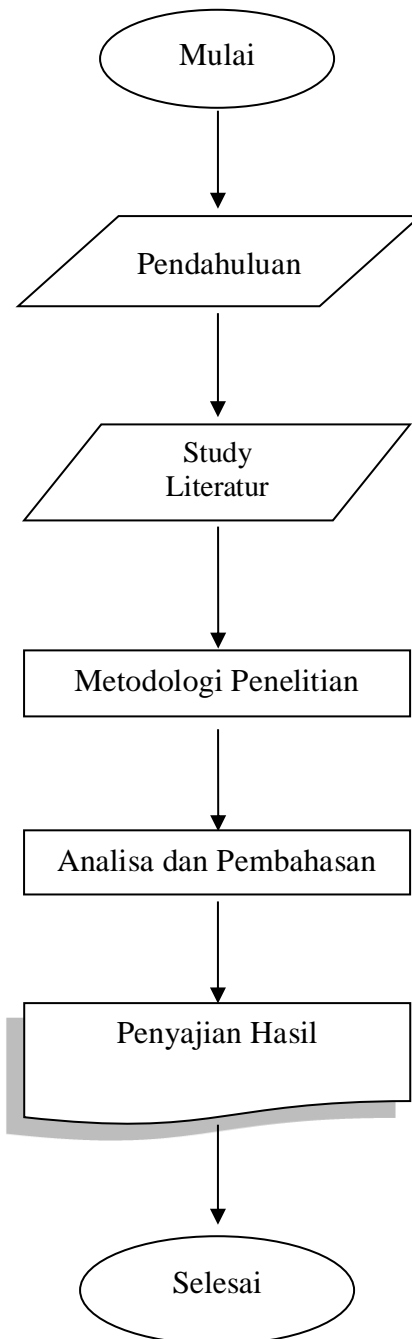 Mulai
Pendahuluan
Study
Literatur
Metodologi Penelitian
Analisa dan Pembahasan
Penyajian Hasil
Selesai